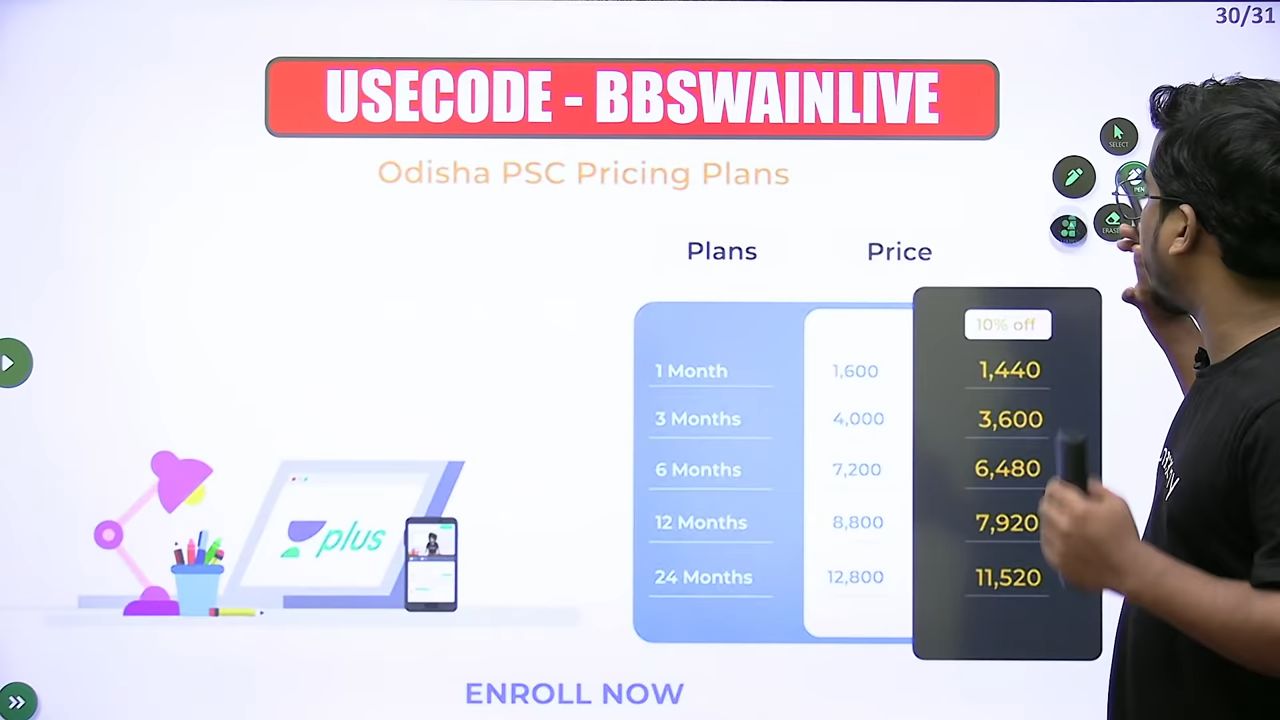 30/31
USECODE - BBSWAINLIVE
Odisha PSC Pricing Plans
SELECT
PEN
Plans Price
10% off
1 Month 1,600 1,440
3 Months 4,000 3,600
6 Months 7,200 6,480
12 Months 8,800 7,920
24 Months 12,800 11,520
plus
ENROLL NOW